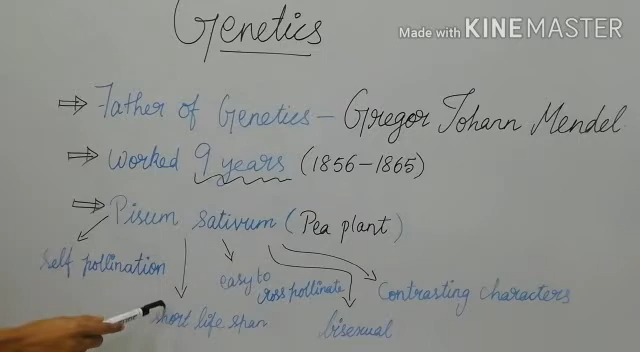 Genetics
Made with KINEMASTER
⇒ Father of Genetics – Gregor Johann Mendel
⇒ Worked 9 years (1856–1865)
⇒ Pisum sativum (Pea plant)
Self pollination
easy to
cross pollinate
Contrasting characters
short life span
bisexual